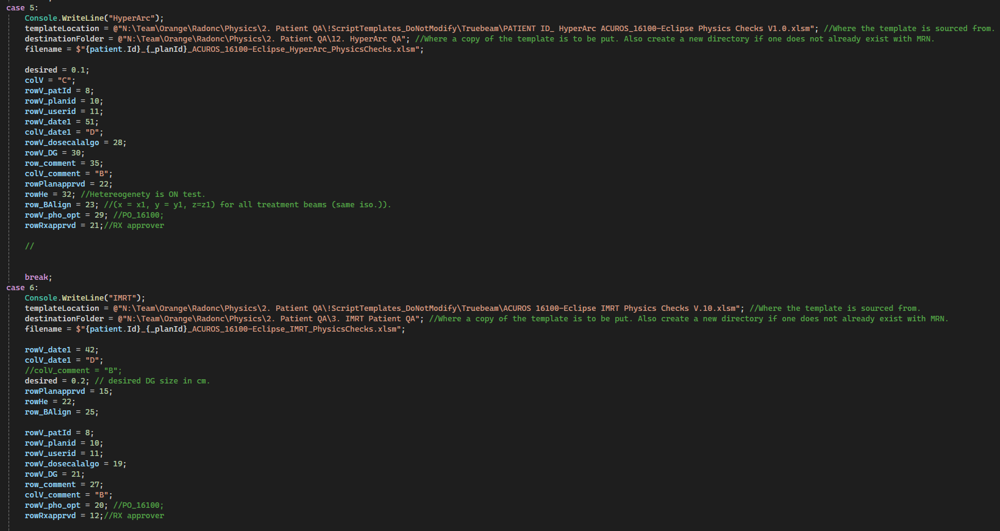 case 5:
Console.WriteLine("HyperArc");
templateLocation = @"N:\Team\Orange\Radonc\Physics\2. Patient QA\!ScriptTemplates_DoNotModify\Truebeam\PATIENT ID_ HyperArc ACUROS_16100-Eclipse Physics Checks V1.0.xlsm"; //Where the template is sourced from.
destinationFolder = @"N:\Team\Orange\Radonc\Physics\2. Patient QA\12. HyperArc QA"; //Where a copy of the template is to be put. Also create a new directory if one does not already exist with MRN.
filename = $"{patient.Id}_{_planId}_ACUROS_16100-Eclipse_HyperArc_PhysicsChecks.xlsm";
desired = 0.1;
colV = "C";
rowV_patId = 8;
rowV_planid = 10;
rowV_userid = 11;
rowV_date1 = 51;
colV_date1 = "D";
rowV_dosecalalgo = 28;
rowV_DG = 30;
row_comment = 35;
colV_comment = "B";
rowPlanapprvd = 22;
rowHe = 32; //Hetereogenety is ON test.
row_BAlign = 23; //(x = x1, y = y1, z=z1) for all treatment beams (same iso.)).
rowV_pho_opt = 29; //PO_16100;
rowRxapprvd = 21;//RX approver
//
break;
case 6:
Console.WriteLine("IMRT");
templateLocation = @"N:\Team\Orange\Radonc\Physics\2. Patient QA\!ScriptTemplates_DoNotModify\Truebeam\ACUROS 16100-Eclipse IMRT Physics Checks V.10.xlsm"; //Where the template is sourced from.
destinationFolder = @"N:\Team\Orange\Radonc\Physics\2. Patient QA\3. IMRT Patient QA"; //Where a copy of the template is to be put. Also create a new directory if one does not already exist with MRN.
filename = $"{patient.Id}_{_planId}_ACUROS_16100-Eclipse_IMRT_PhysicsChecks.xlsm";
rowV_date1 = 42;
colV_date1 = "D";
//colV_comment = "B";
desired = 0.2; // desired DG size in cm.
rowPlanapprvd = 15;
rowHe = 22;
row_BAlign = 25;
rowV_patId = 8;
rowV_planid = 10;
rowV_userid = 11;
rowV_dosecalalgo = 19;
rowV_DG = 21;
row_comment = 27;
colV_comment = "B";
rowV_pho_opt = 20; //PO_16100;
rowRxapprvd = 12;//RX approver